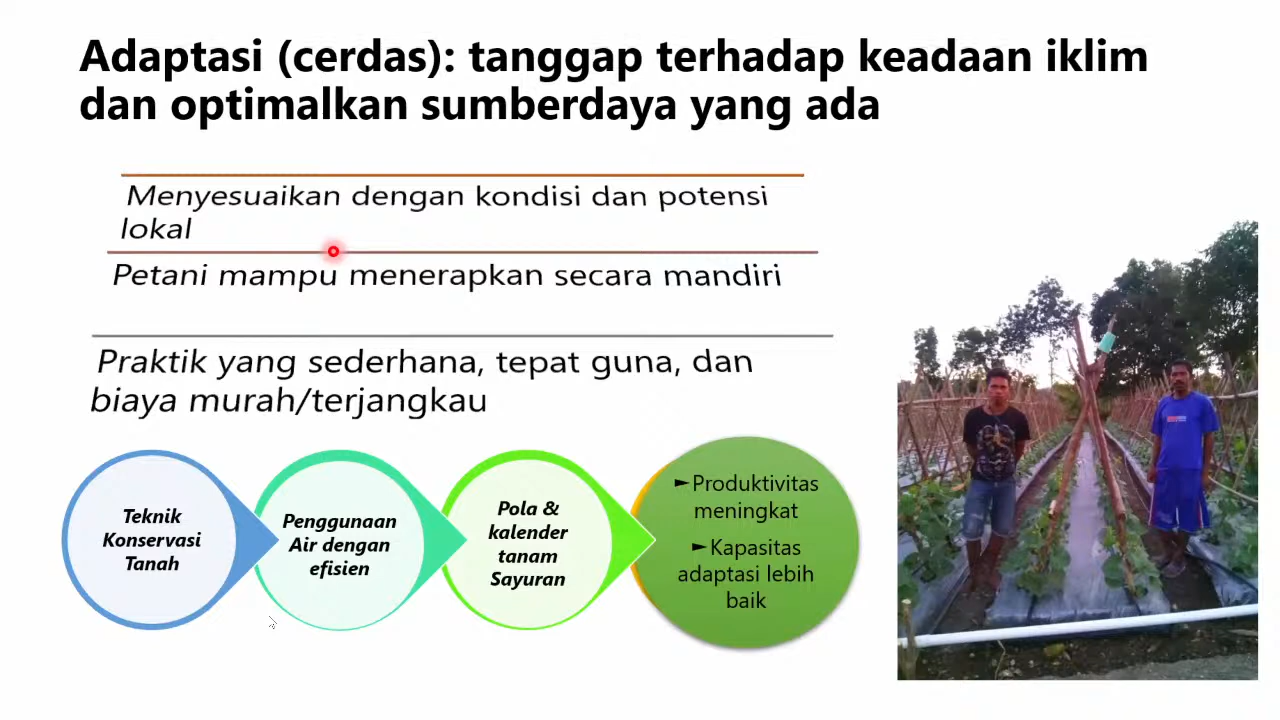 Adaptasi (cerdas): tanggap terhadap keadaan iklim
dan optimalkan sumberdaya yang ada
Menyesuaikan dengan kondisi dan potensi
lokal
Petani mampu menerapkan secara mandiri
Praktik yang sederhana, tepat guna, dan
biaya murah/terjangkau
Teknik
Konservasi
Tanah
Penggunaan
Air dengan
efisien
Pola &
kalender
tanam
Sayuran
►Produktivitas
meningkat
►Kapasitas
adaptasi lebih
baik